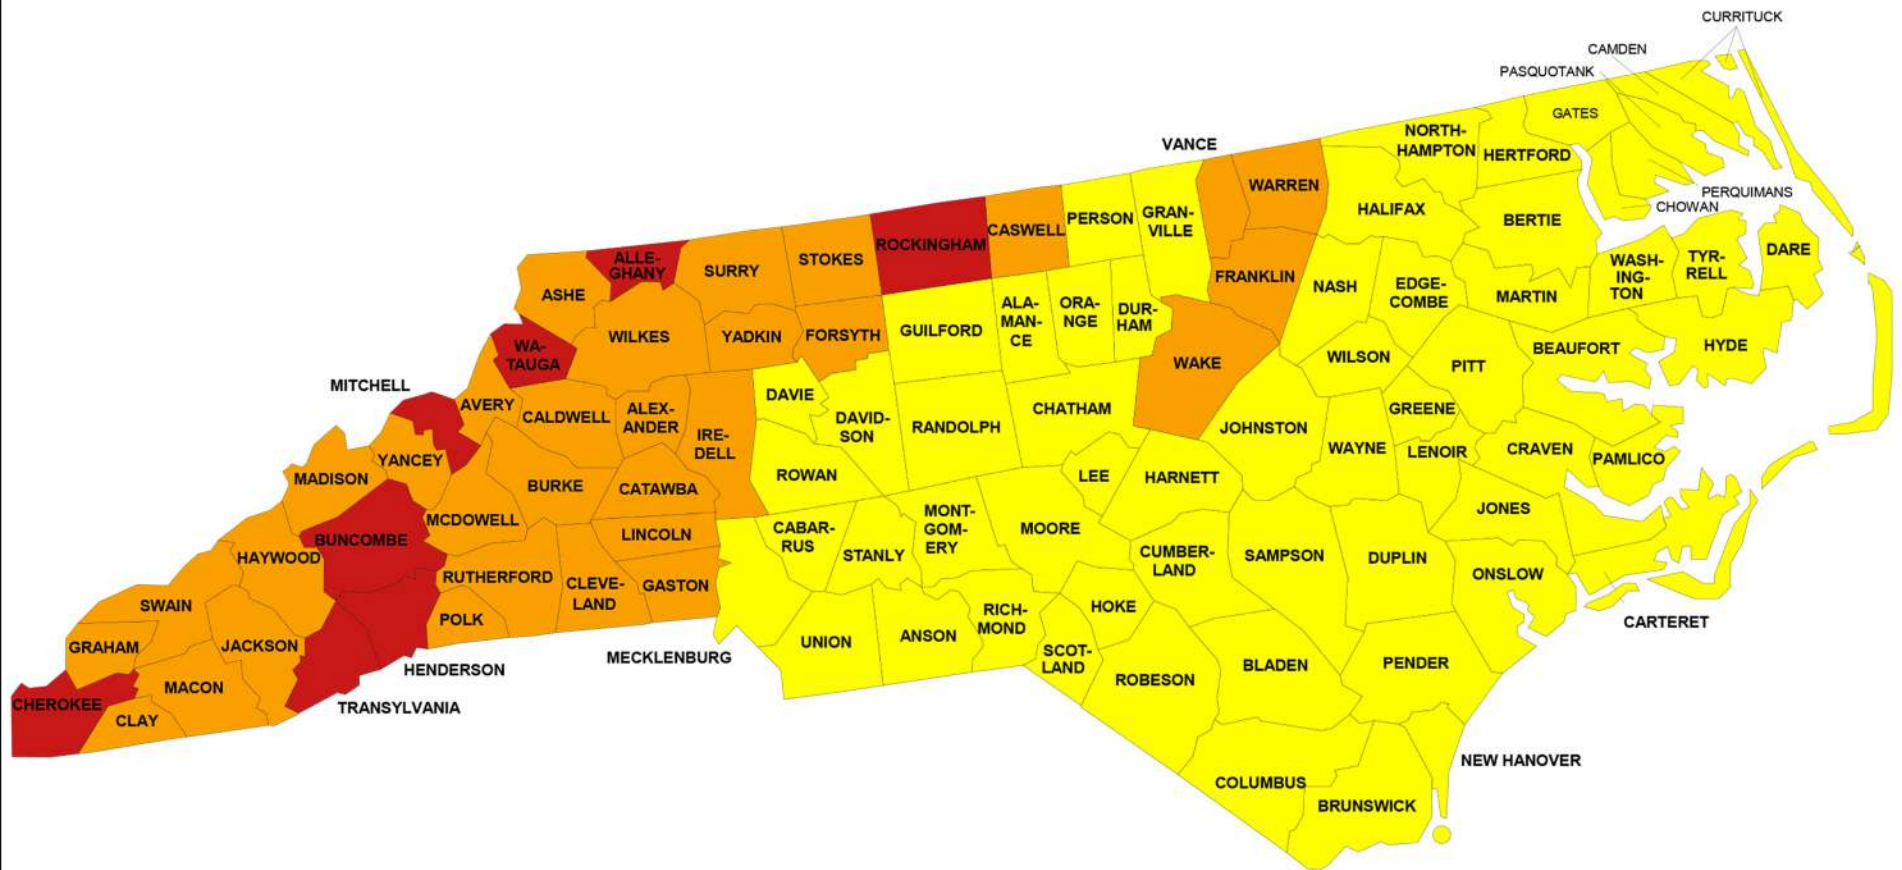 CURRITUCK
CAMDEN
PASQUOTANK
GATES
NORTH-
HAMPTON
HERTFORD
VANCE
WARREN
PERQUIMANS
CHOWAN
HALIFAX
BERTIE
PERSON
GRAN-
VILLE
CASWELL
ROCKINGHAM
STOKES
SURRY
ALLE-
GHANY
ASHE
WILKES
YADKIN
FORSYTH
GUILFORD
ALA-
MAN-
CE
ORA-
NGE
DUR-
HAM
FRANKLIN
NASH
EDGE-
COMBE
MARTIN
WASH-
ING-
TON
TYR-
RELL
DARE
WA-
TAUGA
WAKE
WILSON
PITT
BEAUFORT
HYDE
MITCHELL
AVERY
CALDWELL
ALEX-
ANDER
IRE-
DELL
DAVIE
DAVID-
SON
RANDOLPH
CHATHAM
JOHNSTON
GREENE
WAYNE
LENOIR
CRAVEN
PAMLICO
MADISON
YANCEY
BURKE
CATAWBA
ROWAN
LEE
HARNETT
JONES
MCDOWELL
LINCOLN
CABAR-
RUS
STANLY
MONT-
GOM-
ERY
MOORE
CUMBER-
LAND
SAMPSON
DUPLIN
ONSLOW
BUNCOMBE
HAYWOOD
RUTHERFORD
CLEVE-
LAND
GASTON
POLK
SWAIN
GRAHAM
JACKSON
HENDERSON
MECKLENBURG
UNION
ANSON
RICH-
MOND
HOKE
SCOT-
LAND
CARTERET
ROBESON
BLADEN
PENDER
CHEROKEE
MACON
CLAY
TRANSYLVANIA
COLUMBUS
NEW HANOVER
BRUNSWICK